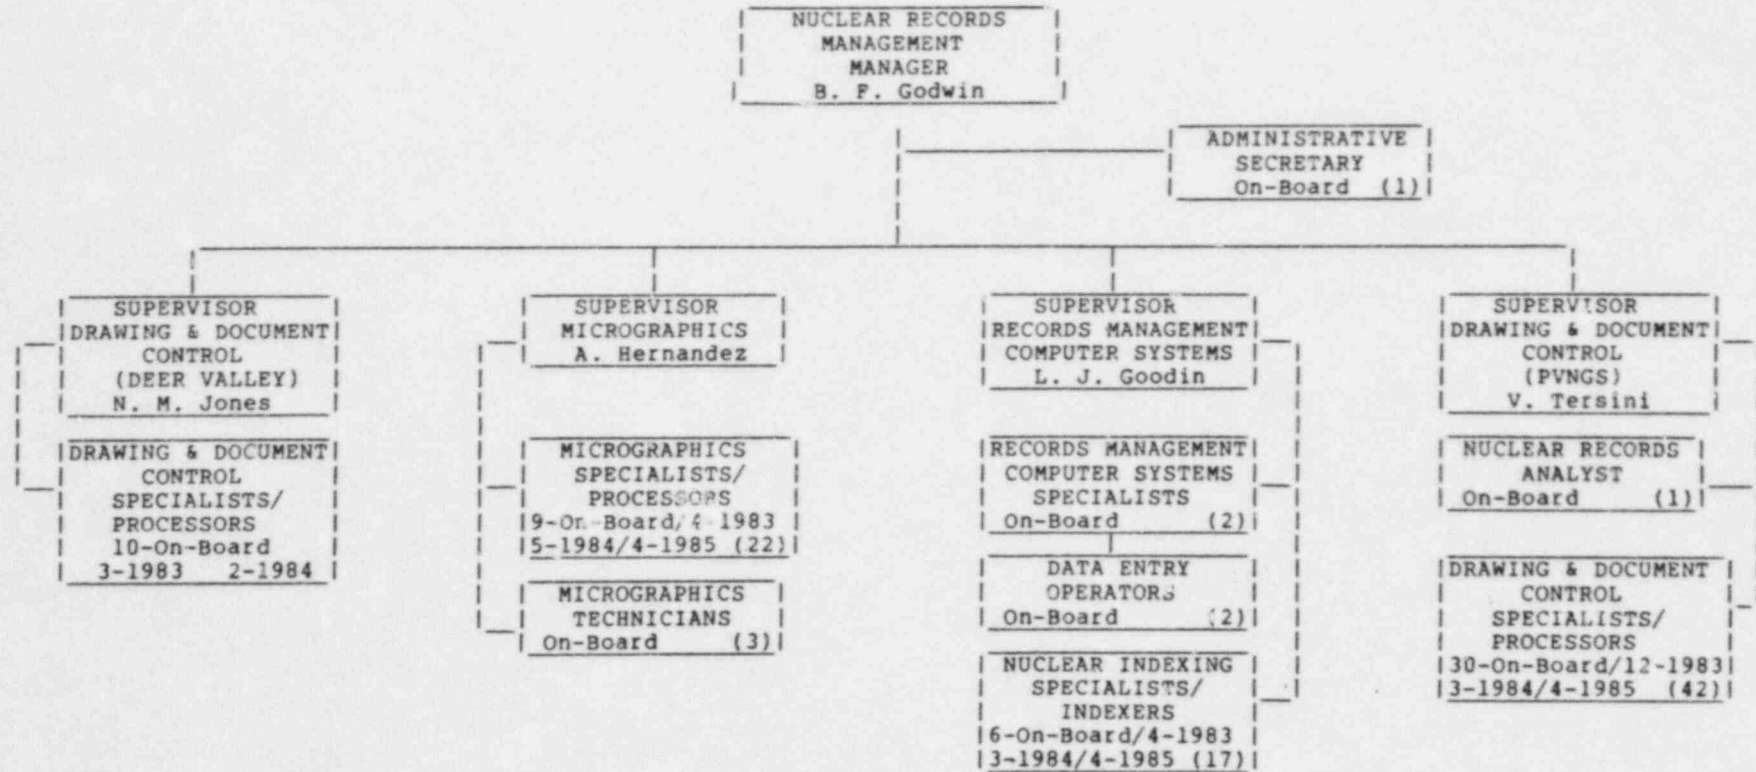 NUCLEAR RECORDS
MANAGEMENT
MANAGER
B. F. Godwin
ADMINISTRATIVE
SECRETARY
On-Board (1)
SUPERVISOR
DRAWING & DOCUMENT
CONTROL
(DEER VALLEY)
N. M. Jones
DRAWING & DOCUMENT
CONTROL
SPECIALISTS/
PROCESSORS
10-On-Board
3-1983 2-1984
SUPERVISOR
MICROGRAPHICS
A. Hernandez
MICROGRAPHICS
SPECIALISTS/
PROCESSORS
9-On-Board/4-1983
5-1984/4-1985 (22)
MICROGRAPHICS
TECHNICIANS
On-Board (3)
SUPERVISOR
RECORDS MANAGEMENT
COMPUTER SYSTEMS
L. J. Goodin
RECORDS MANAGEMENT
COMPUTER SYSTEMS
SPECIALISTS
On-Board (2)
DATA ENTRY
OPERATORS
On-Board (2)
NUCLEAR INDEXING
SPECIALISTS/
INDEXERS
6-On-Board/4-1983
3-1984/4-1985 (17)
SUPERVISOR
DRAWING & DOCUMENT
CONTROL
(PVNGS)
V. Tersini
NUCLEAR RECORDS
ANALYST
On-Board (1)
DRAWING & DOCUMENT
CONTROL
SPECIALISTS/
PROCESSORS
30-On-Board/12-1983
3-1984/4-1985 (42)